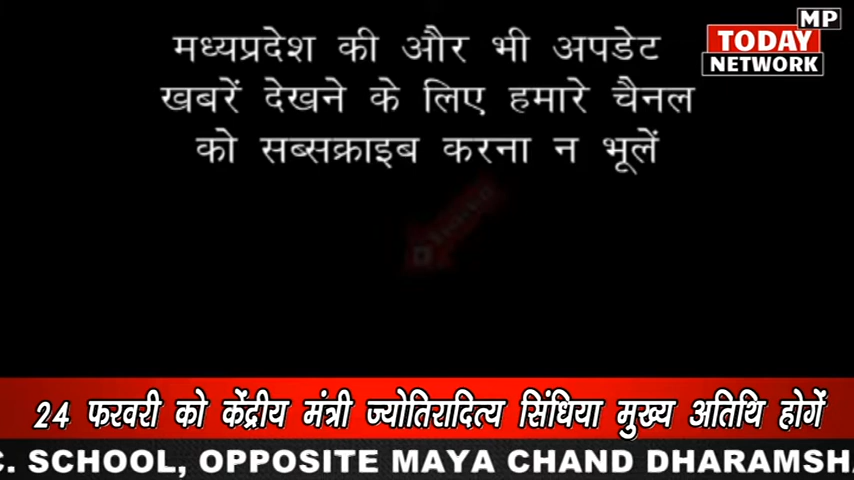 MP
TODAY
NETWORK
मध्यप्रदेश की और भी अपडेट
खबरें देखने के लिए हमारे चैनल
को सब्सक्राइब करना न भूलें
24 फरवरी को केंद्रीय मंत्री ज्योतिरादित्य सिंधिया मुख्य अतिथि होगें
C. SCHOOL, OPPOSITE MAYA CHAND DHARAMSHA